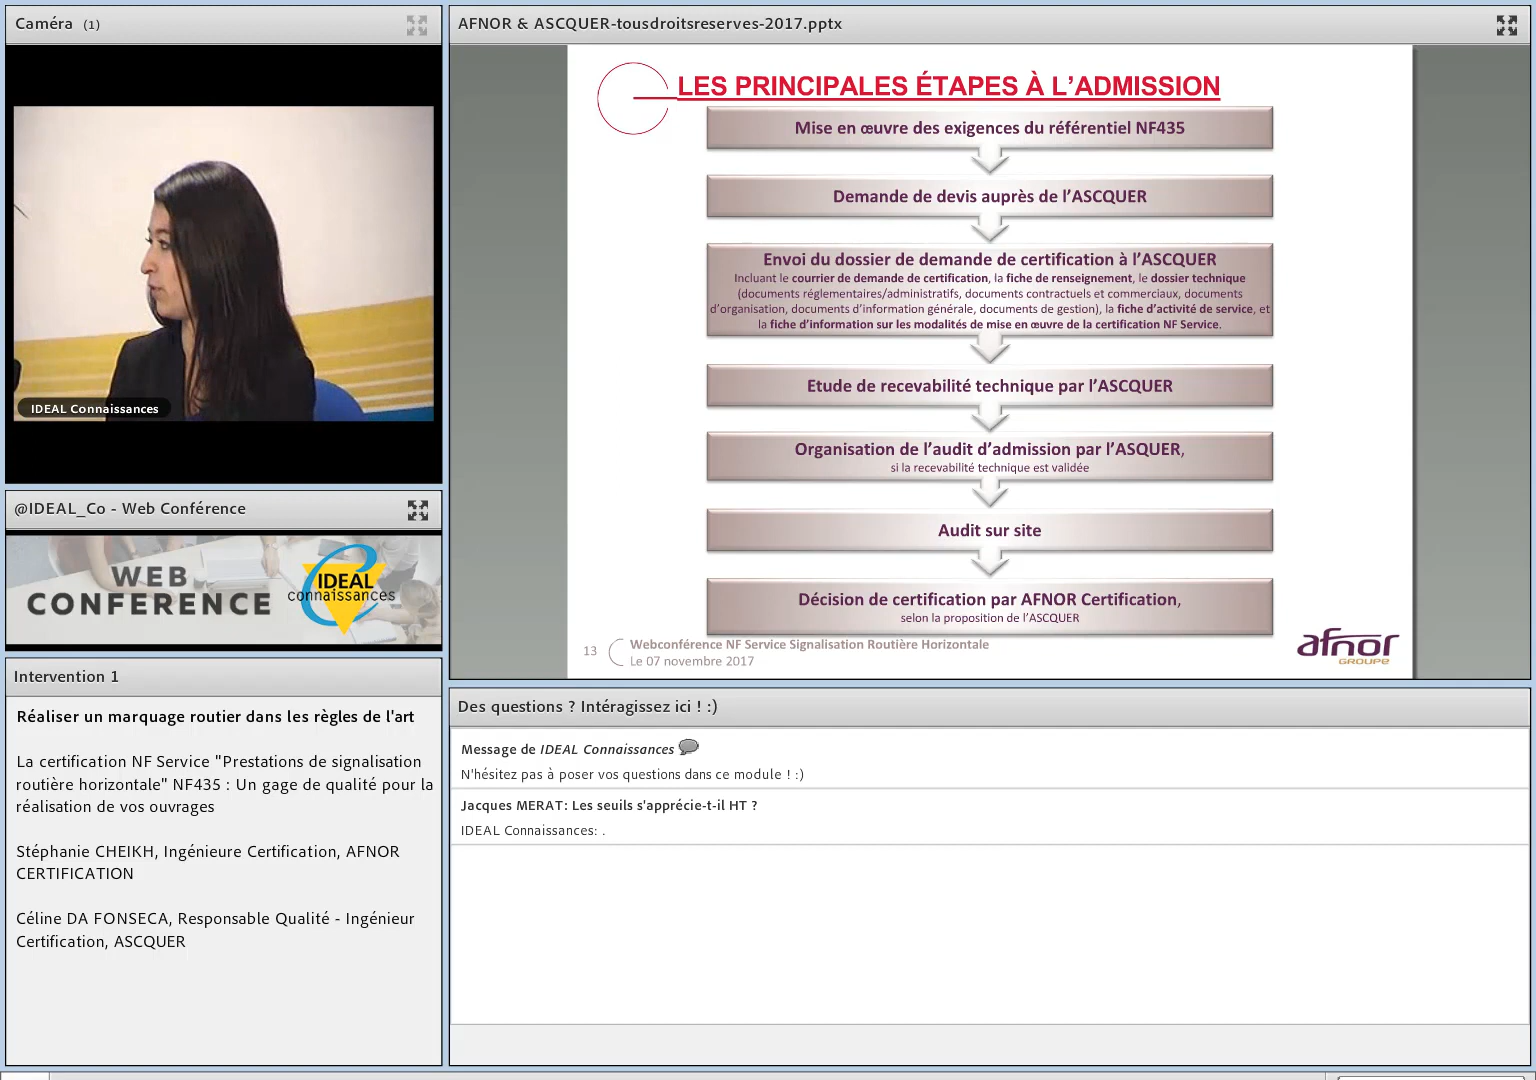 Caméra (1)
IDEAL Connaissances
@IDEAL_Co - Web Conférence
WEB
CONFERENCE
IDEAL
connaissances
Intervention 1
Réaliser un marquage routier dans les règles de l'art
La certification NF Service "Prestations de signalisation
routière horizontale" NF435 : Un gage de qualité pour la
réalisation de vos ouvrages
Stéphanie CHEIKH, Ingénieure Certification, AFNOR
CERTIFICATION
Céline DA FONSECA, Responsable Qualité - Ingénieur
Certification, ASCQUER
AFNOR & ASCQUER-tousdroitsreserves-2017.pptx
LES PRINCIPALES ÉTAPES À L’ADMISSION
Mise en œuvre des exigences du référentiel NF435
Demande de devis auprès de l’ASCQUER
Envoi du dossier de demande de certification à l’ASCQUER
Incluant le courrier de demande de certification, la fiche de renseignement, le dossier technique
(documents réglementaires/administratifs, documents contractuels et commerciaux, documents
d’organisation, documents d’information générale, documents de gestion), la fiche d’activité de service, et
la fiche d’information sur les modalités de mise en œuvre de la certification NF Service.
Etude de recevabilité technique par l’ASCQUER
Organisation de l’audit d’admission par l’ASQUER,
si la recevabilité technique est validée
Audit sur site
Décision de certification par AFNOR Certification,
selon la proposition de l’ASCQUER
13
Webconférence NF Service Signalisation Routière Horizontale
Le 07 novembre 2017
afnor
GROUPE
Des questions ? Intéragissez ici ! :)
Message de IDEAL Connaissances
N'hésitez pas à poser vos questions dans ce module ! :)
Jacques MERAT: Les seuils s'apprécie-t-il HT ?
IDEAL Connaissances: .